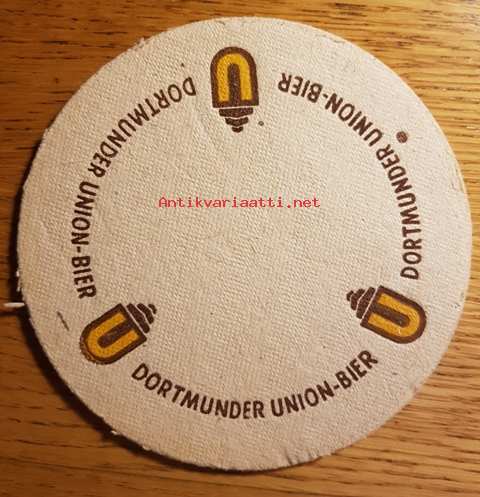 U
DORTMUNDER UNION-BIER
U
DORTMUNDER UNION-BIER
U
DORTMUNDER UNION-BIER
Antikvariaatti.net